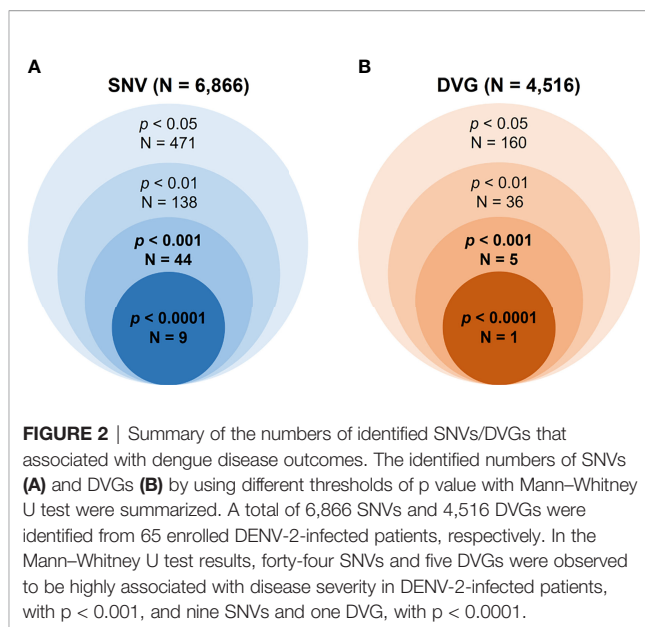 A
SNV (N = 6,866)
p < 0.05
N = 471
p < 0.01
N = 138
p < 0.001
N = 44
p < 0.0001
N = 9
B
DVG (N = 4,516)
p < 0.05
N = 160
p < 0.01
N = 36
p < 0.001
N = 5
p < 0.0001
N = 1
FIGURE 2 | Summary of the numbers of identified SNVs/DVGs that
associated with dengue disease outcomes. The identified numbers of SNVs
(A) and DVGs (B) by using different thresholds of p value with Mann–Whitney
U test were summarized. A total of 6,866 SNVs and 4,516 DVGs were
identified from 65 enrolled DENV-2-infected patients, respectively. In the
Mann–Whitney U test results, forty-four SNVs and five DVGs were observed
to be highly associated with disease severity in DENV-2-infected patients,
with p < 0.001, and nine SNVs and one DVG, with p < 0.0001.